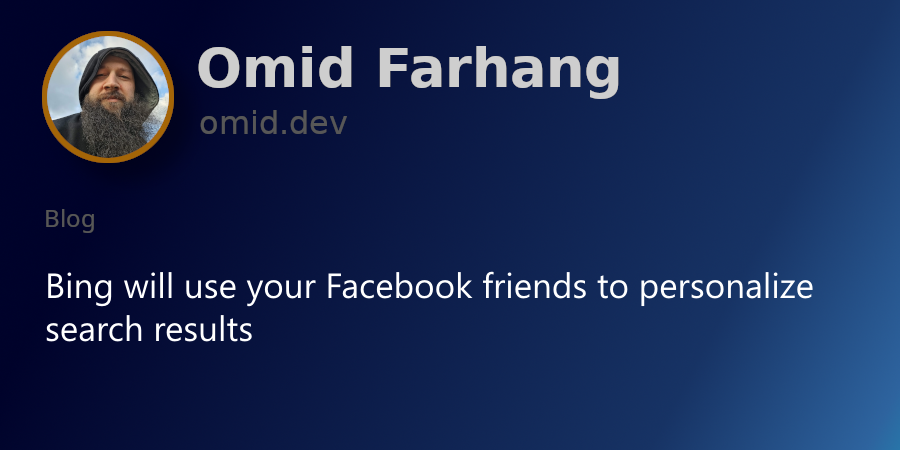 Omid Farhang
omid.dev
Blog
Bing will use your Facebook friends to personalize
search results